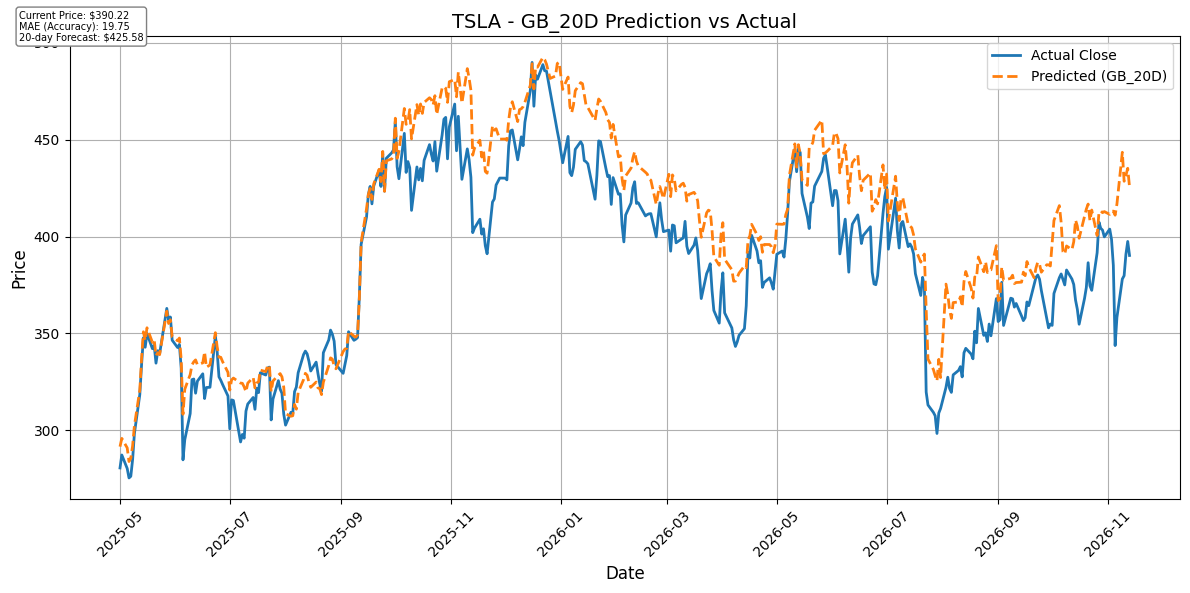 TSLA - GB_20D Prediction vs Actual
Current Price: $390.22
MAE (Accuracy): 19.75
20-day Forecast: $425.58
Actual Close
Predicted (GB_20D)
450
400
350
300
Price
2025-05
2025-07
2025-09
2025-11
2026-01
2026-03
2026-05
2026-07
2026-09
2026-11
Date